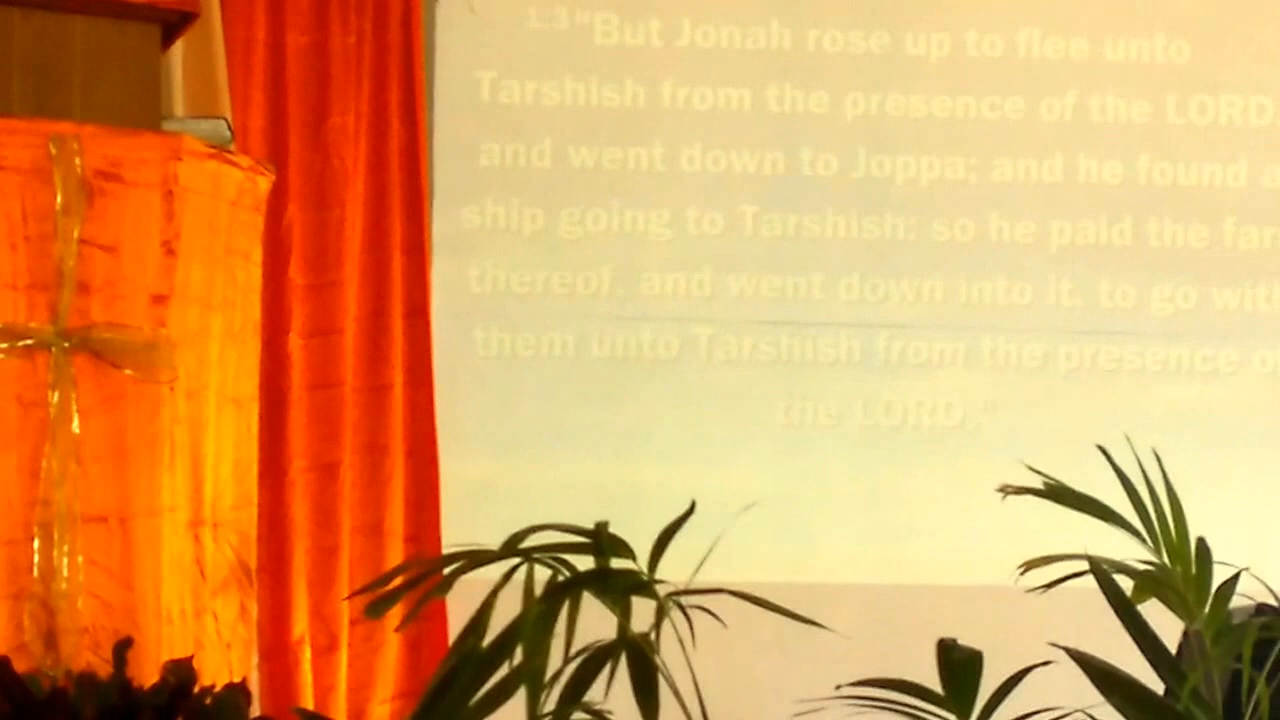 1:3 "But Jonah rose up to flee unto
Tarshish from the presence of the LORD,
and went down to Joppa; and he found a
ship going to Tarshish: so he paid the far
thereof, and went down into it, to go with
them unto Tarshish from the presence o
the LORD."